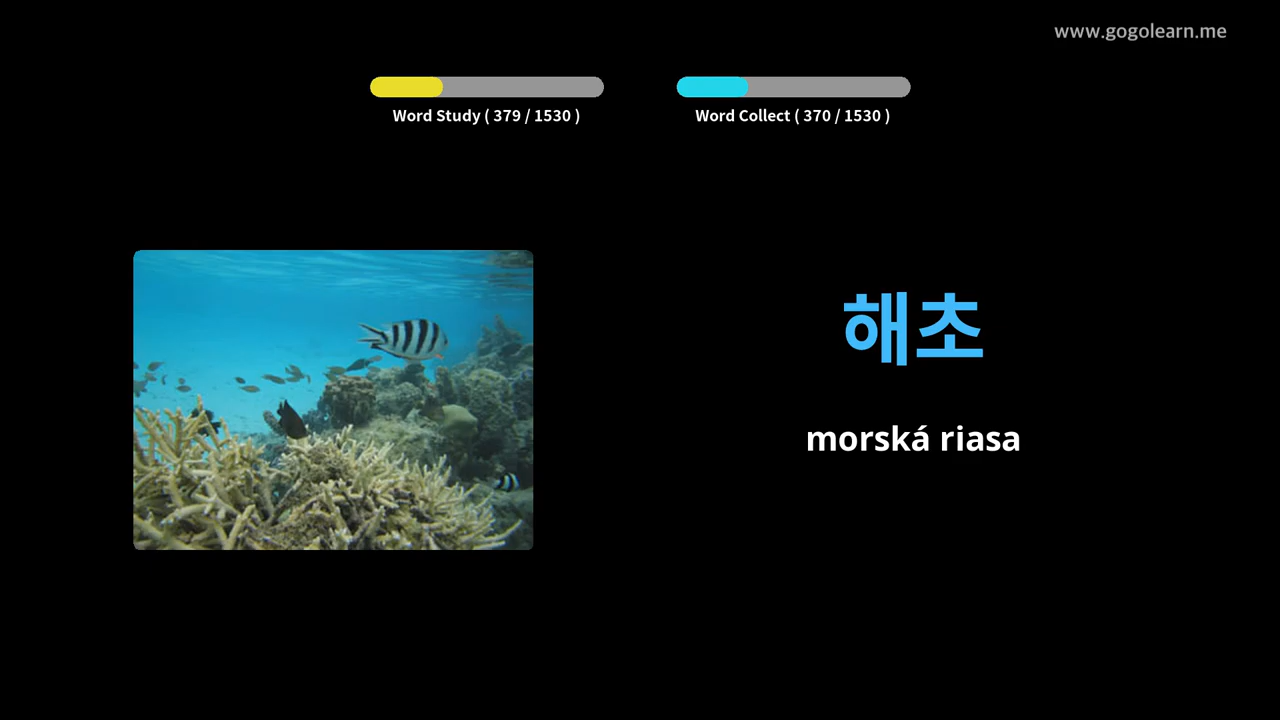 www.gogolearn.me
Word Study ( 379 / 1530 )
Word Collect ( 370 / 1530 )
해초
morská riasa